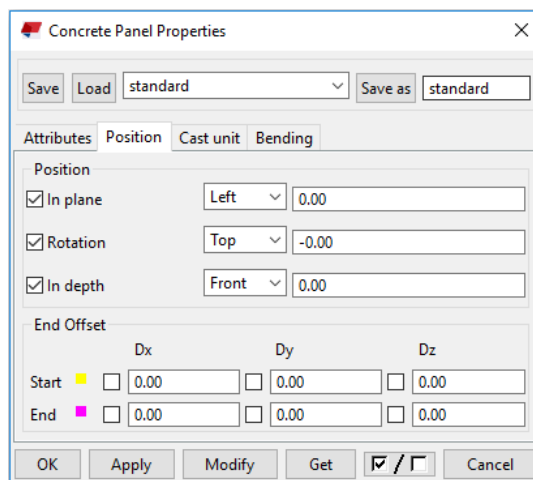 Concrete Panel Properties
Save Load standard Save as standard
Attributes Position Cast unit Bending
Position
In plane Left 0.00
Rotation Top -0.00
In depth Front 0.00
End Offset
Dx Dy Dz
Start 0.00 0.00 0.00
End 0.00 0.00 0.00
OK Apply Modify Get / Cancel